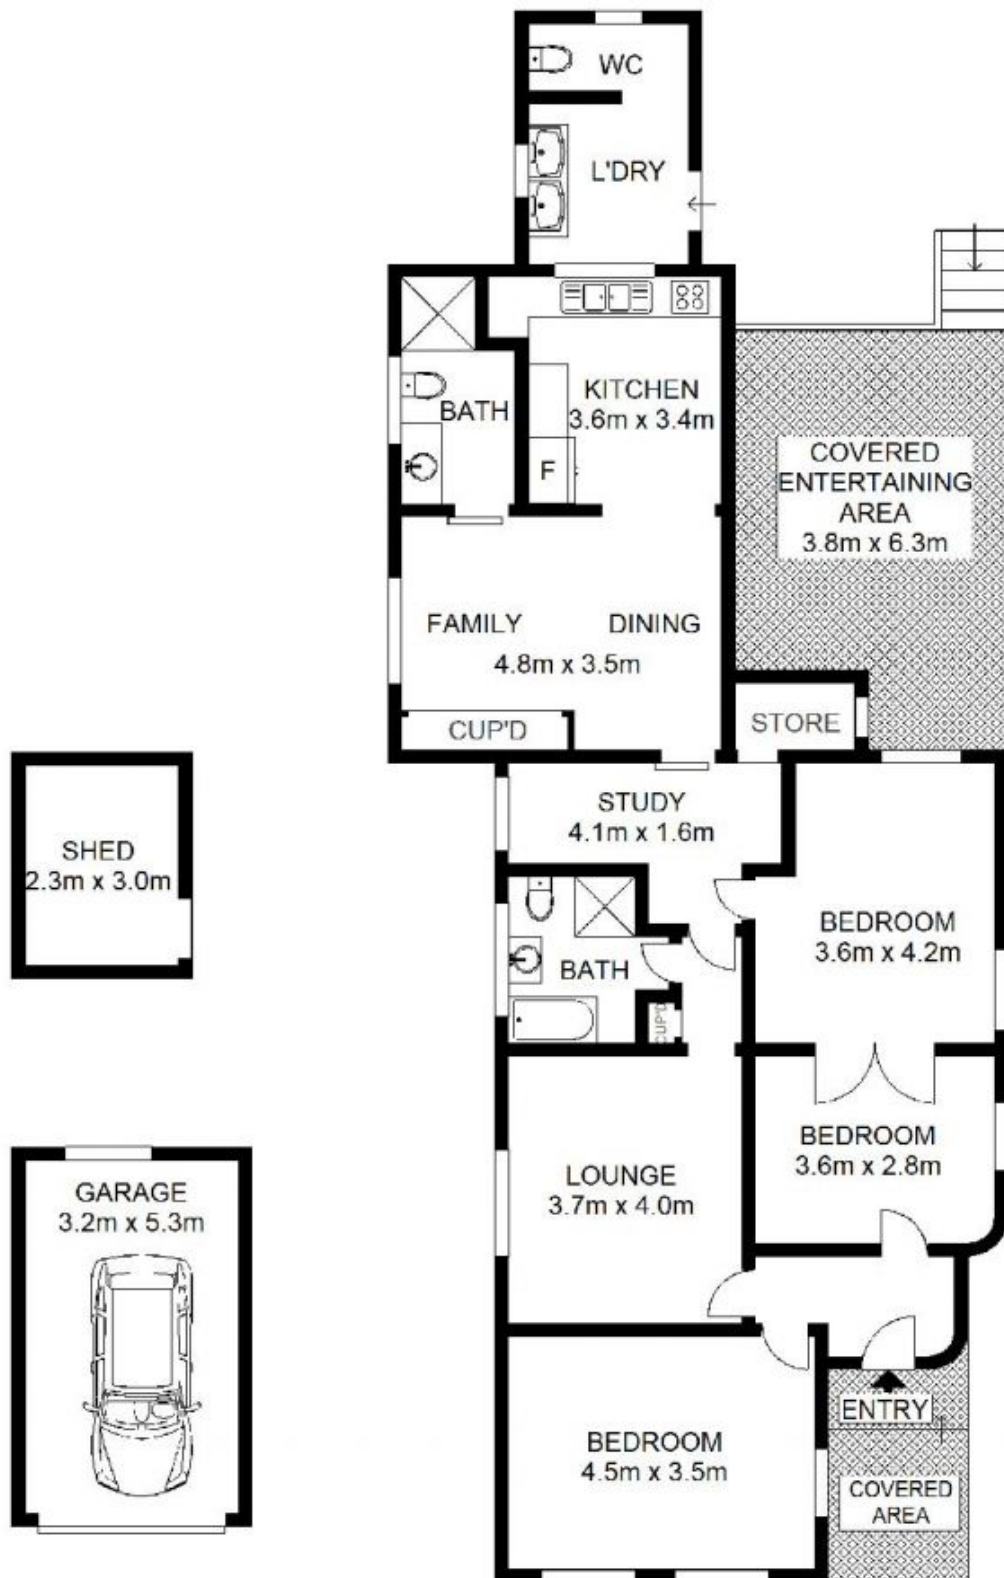 WC
L'DRY
KITCHEN
3.6m x 3.4m
BATH
F
COVERED
ENTERTAINING
AREA
3.8m x 6.3m
FAMILY
DINING
4.8m x 3.5m
CUP'D
STORE
STUDY
4.1m x 1.6m
SHED
2.3m x 3.0m
BEDROOM
3.6m x 4.2m
BATH
CUP'D
BEDROOM
3.6m x 2.8m
LOUNGE
3.7m x 4.0m
GARAGE
3.2m x 5.3m
ENTRY
BEDROOM
4.5m x 3.5m
COVERED
AREA